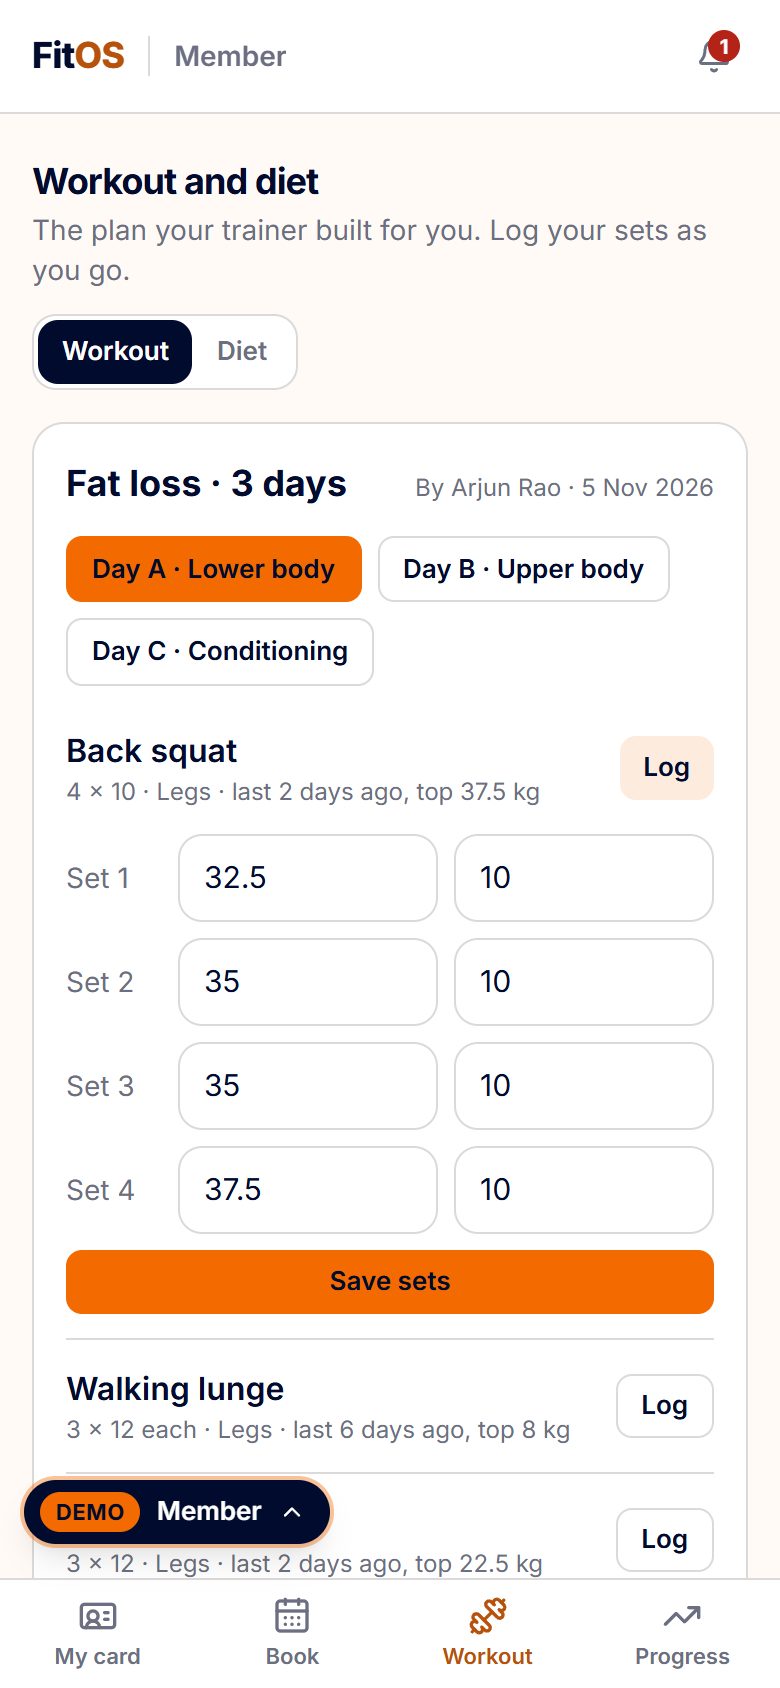 FitOS
Member
1
Workout and diet
The plan your trainer built for you. Log your sets as
you go.
Workout
Diet
Fat loss · 3 days
By Arjun Rao · 5 Nov 2026
Day A · Lower body
Day B · Upper body
Day C · Conditioning
Back squat
Log
4 × 10 · Legs · last 2 days ago, top 37.5 kg
Set 1
32.5
10
Set 2
35
10
Set 3
35
10
Set 4
37.5
10
Save sets
Walking lunge
Log
3 × 12 each · Legs · last 6 days ago, top 8 kg
DEMO
Member
Log
3 × 12 · Legs · last 2 days ago, top 22.5 kg
My card
Book
Workout
Progress